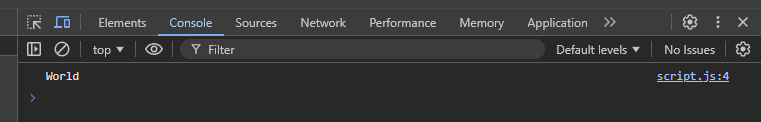 Elements Console Sources Network Performance Memory Application
top Filter Default levels No Issues
World script.js:4